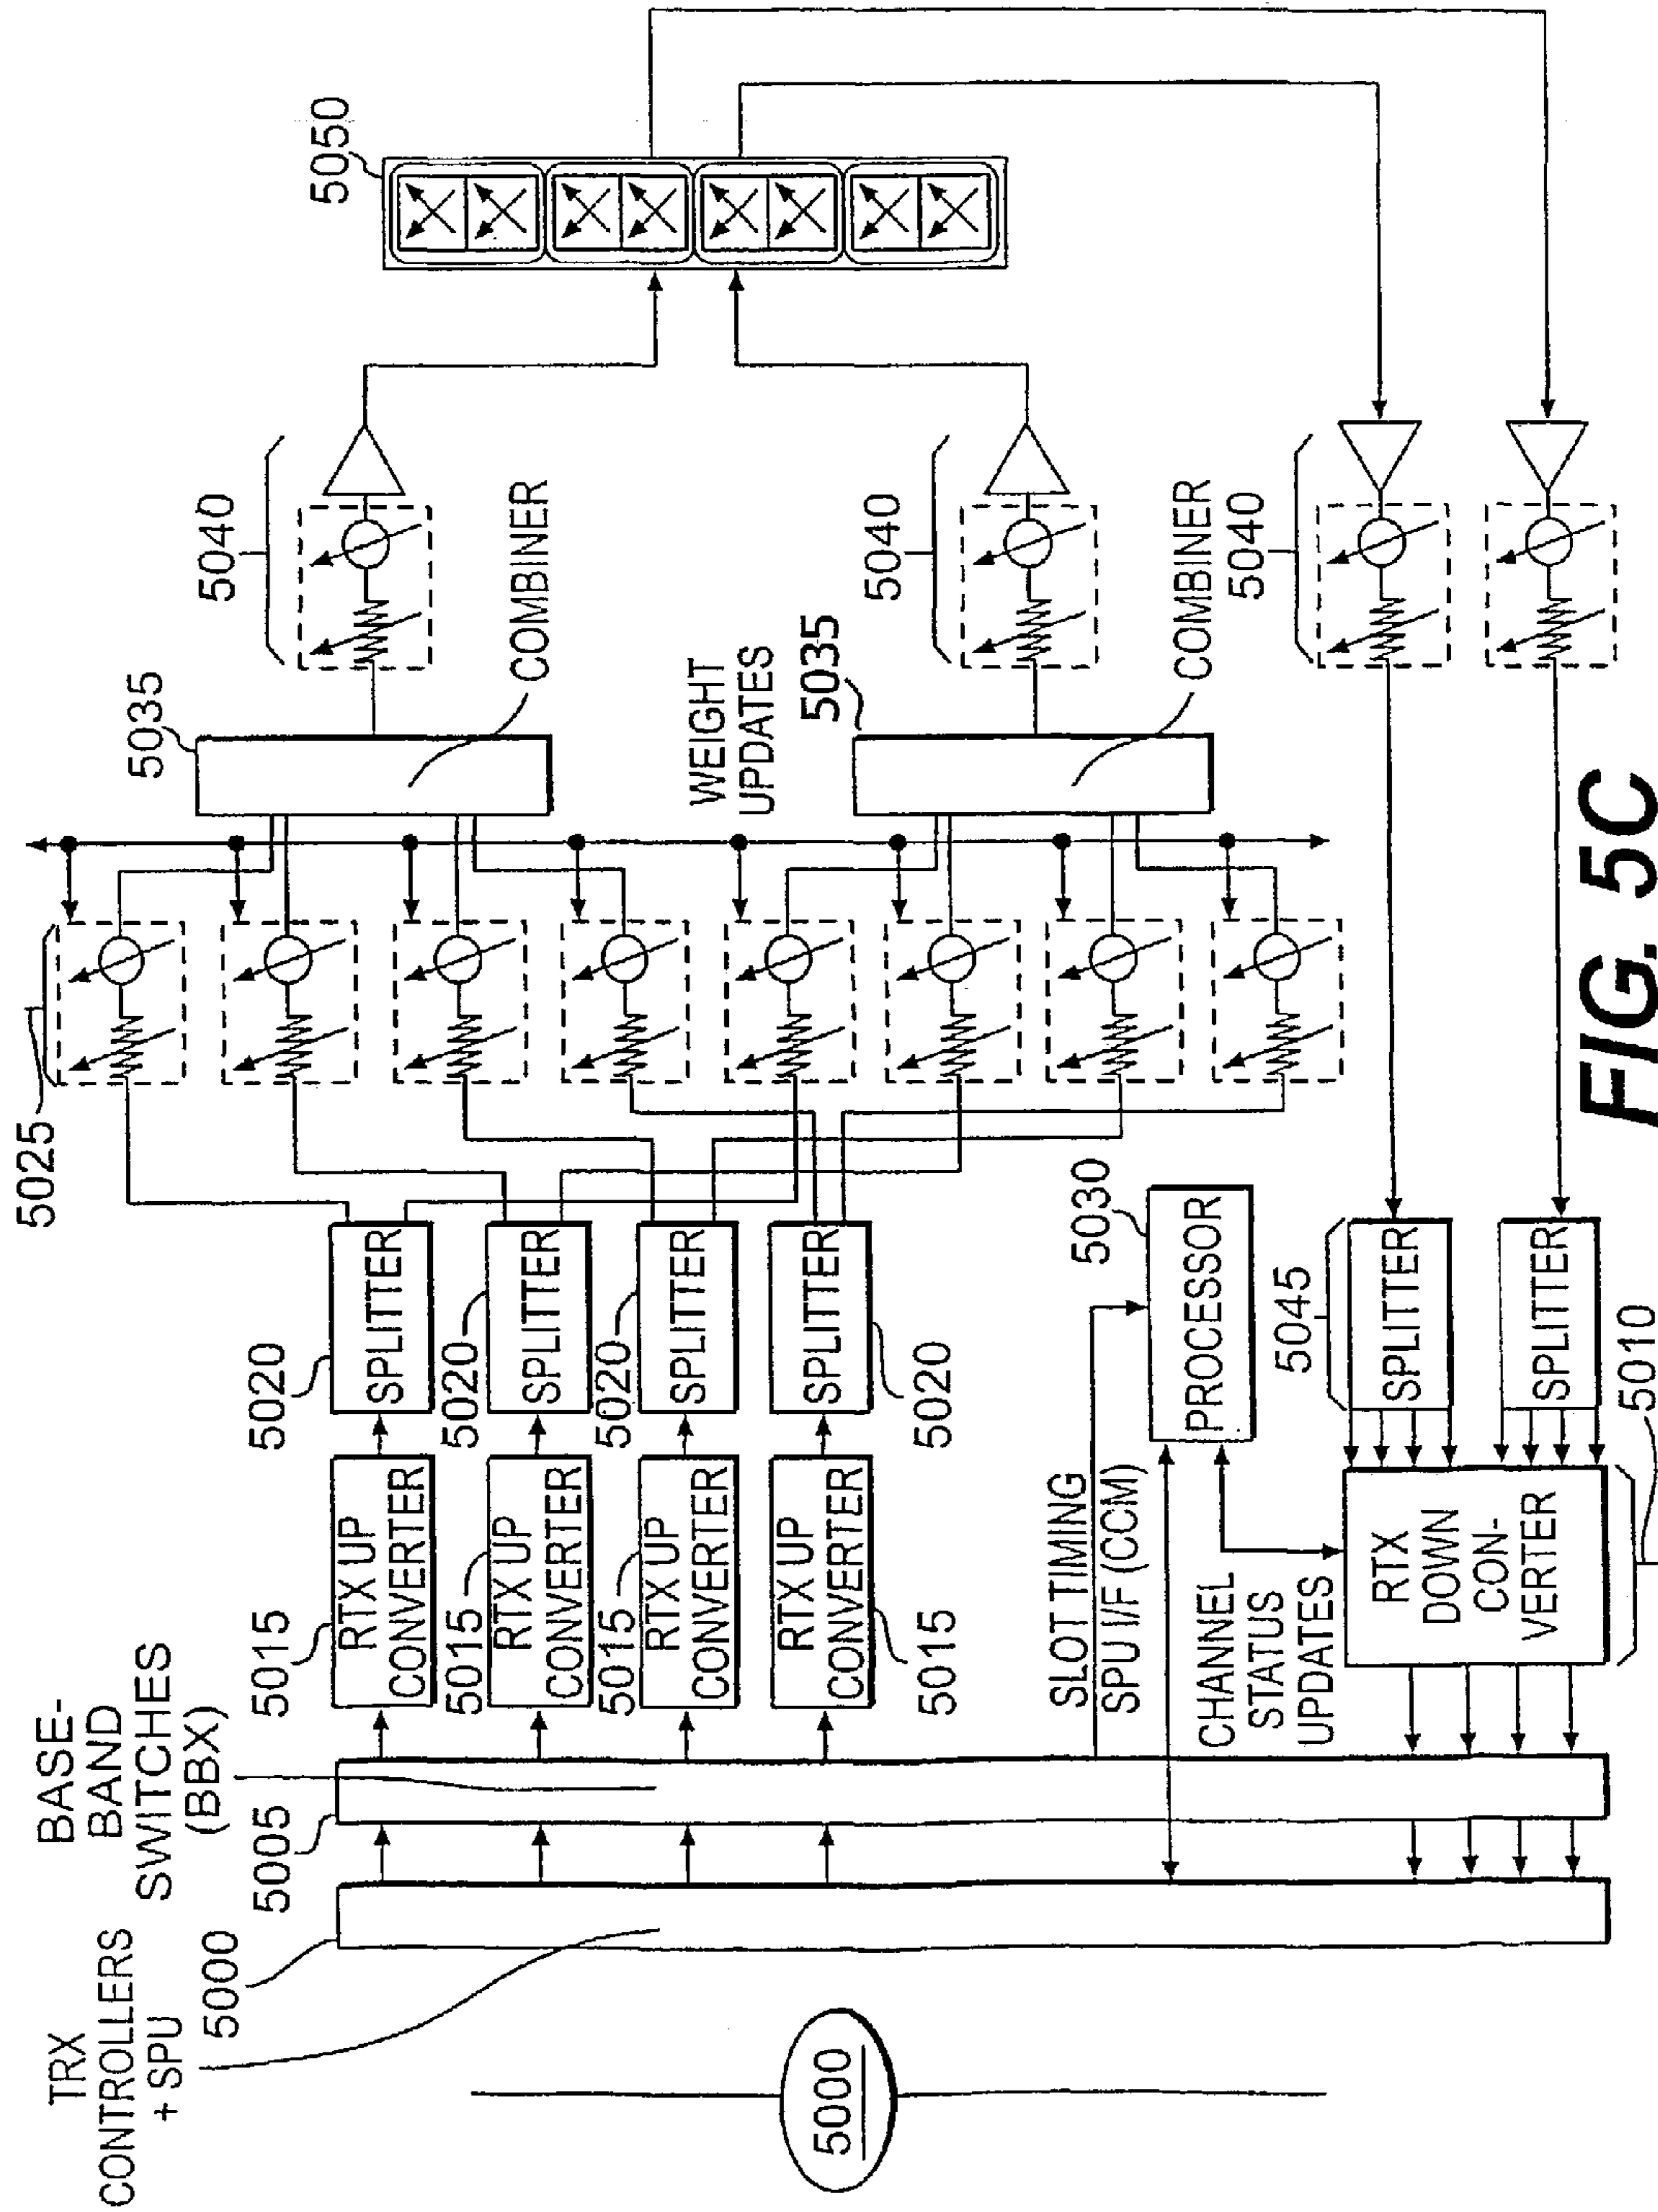 TRX
CONTROLLERS
+ SPU
5000
BASE-
BAND
SWITCHES
(BBX)
5005
5000
5015
RTX UP
CONVERTER
5015
RTX UP
CONVERTER
5015
RTX UP
CONVERTER
RTX UP
CONVERTER
5015
5020
SPLITTER
5020
SPLITTER
5020
SPLITTER
SPLITTER
5020
5025
5035
COMBINER
WEIGHT
UPDATES
5035
COMBINER
5040
5040
5040
5050
SLOT TIMING
SPU I/F (CCM)
5030
PROCESSOR
CHANNEL
STATUS
UPDATES
RTX
DOWN
CON-
VERTER
5010
5045
SPLITTER
SPLITTER
FIG. 5C